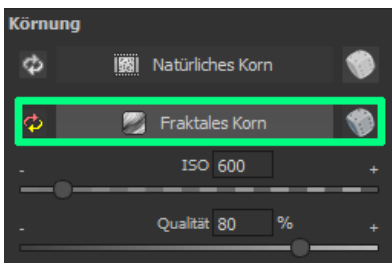 Körnung
Natürliches Korn
Fraktales Korn
ISO 600
- +
Qualität 80 %
- +